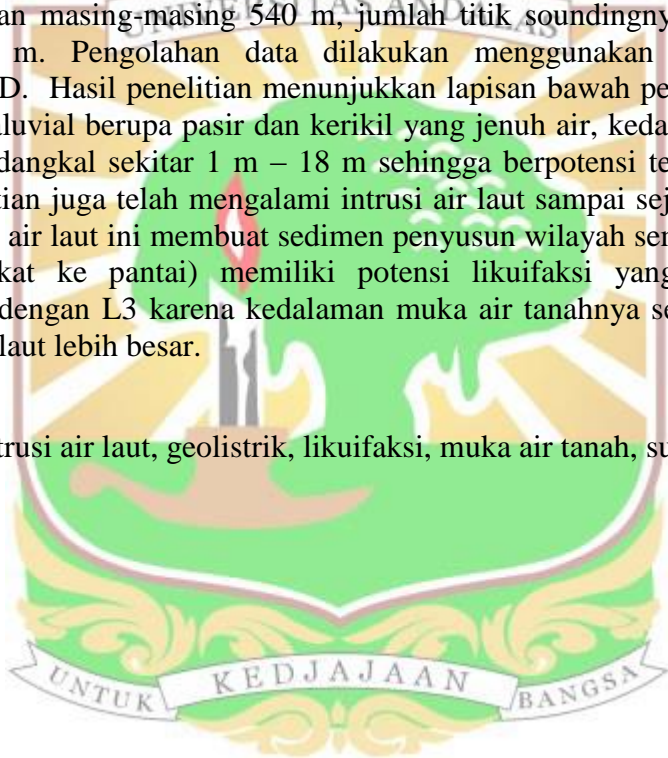 an masing-masing 540 m, jumlah titik soundingny
UNIVERSITAS ANDALAS
m. Pengolahan data dilakukan menggunakan
D. Hasil penelitian menunjukkan lapisan bawah pe
luvial berupa pasir dan kerikil yang jenuh air, keda
dangkal sekitar 1 m – 18 m sehingga berpotensi te
tian juga telah mengalami intrusi air laut sampai sej
air laut ini membuat sedimen penyusun wilayah sen
kat ke pantai) memiliki potensi likuifaksi yang
dengan L3 karena kedalaman muka air tanahnya se
laut lebih besar.
trusi air laut, geolistrik, likuifaksi, muka air tanah, su
UNTUK KEDJAJAAN BANGSA